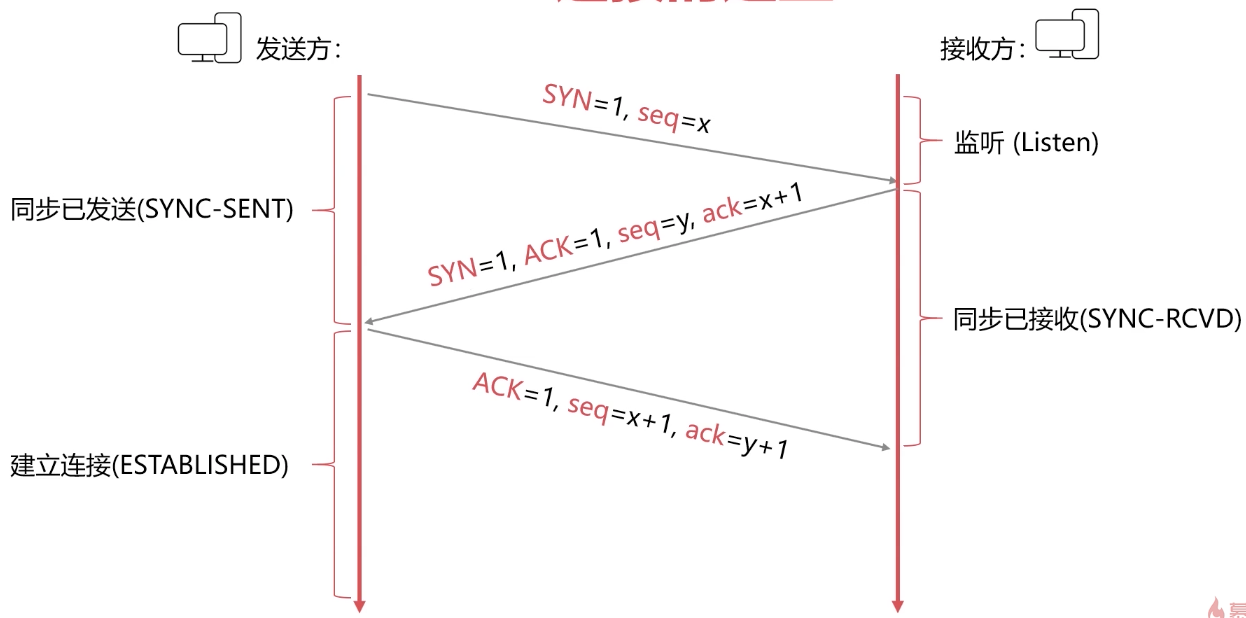 发送方:
接收方:
SYN=1, seq=x
监听 (Listen)
同步已发送(SYNC-SENT)
SYN=1, ACK=1, seq=y, ack=x+1
同步已接收(SYNC-RCVD)
ACK=1, seq=x+1, ack=y+1
建立连接(ESTABLISHED)